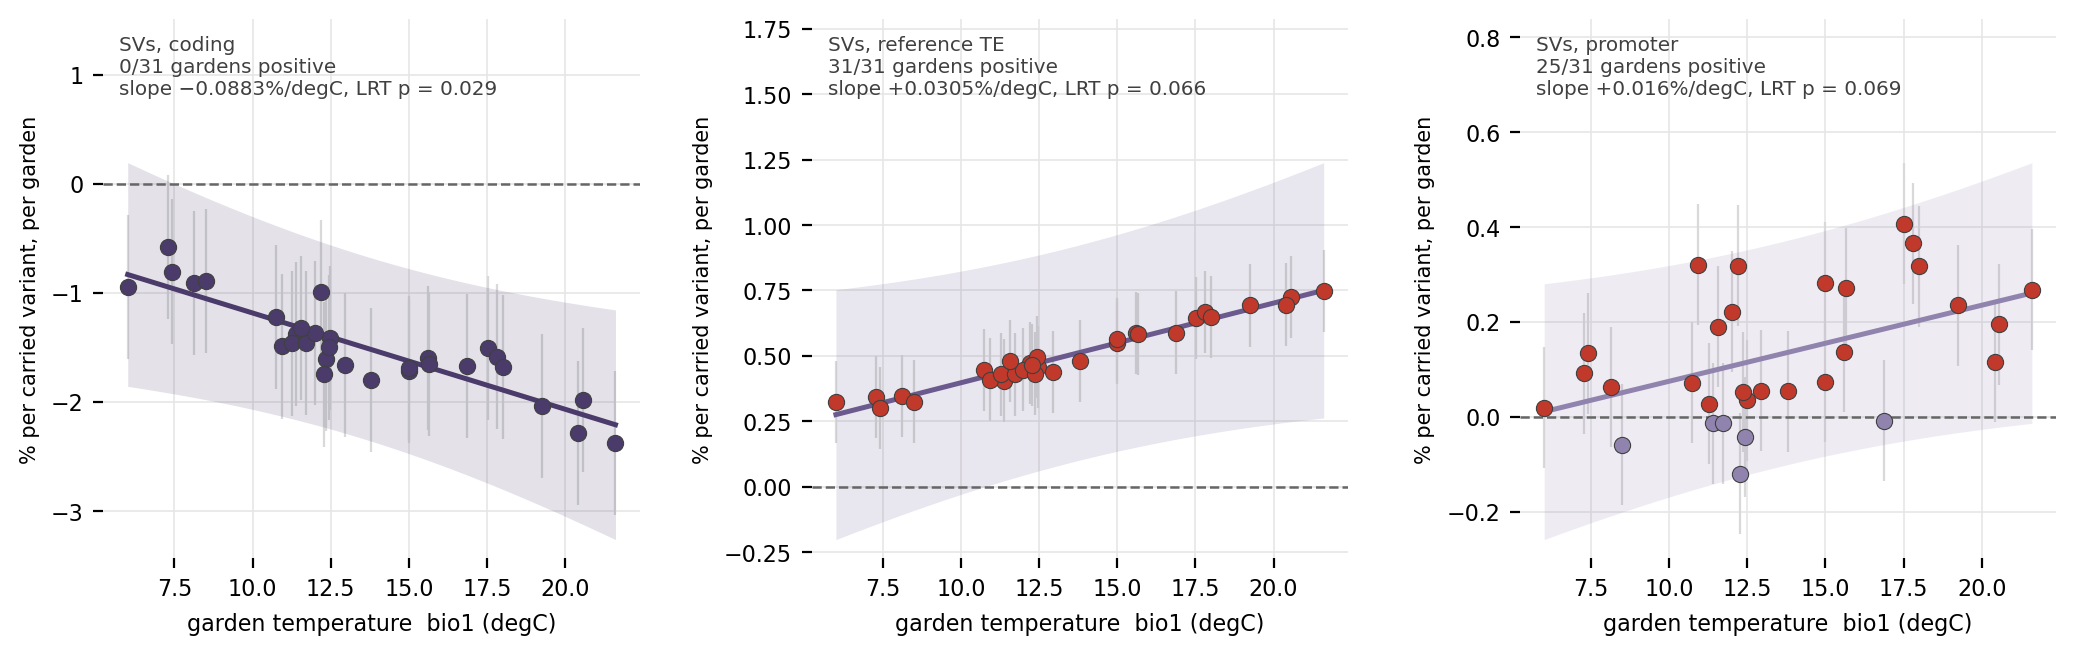 SVs, coding
0/31 gardens positive
slope −0.0883%/degC, LRT p = 0.029
% per carried variant, per garden
1
0
−1
−2
−3
7.5 10.0 12.5 15.0 17.5 20.0
garden temperature  bio1 (degC)
SVs, reference TE
31/31 gardens positive
slope +0.0305%/degC, LRT p = 0.066
% per carried variant, per garden
1.75
1.50
1.25
1.00
0.75
0.50
0.25
0.00
−0.25
7.5 10.0 12.5 15.0 17.5 20.0
garden temperature  bio1 (degC)
SVs, promoter
25/31 gardens positive
slope +0.016%/degC, LRT p = 0.069
% per carried variant, per garden
0.8
0.6
0.4
0.2
0.0
−0.2
7.5 10.0 12.5 15.0 17.5 20.0
garden temperature  bio1 (degC)